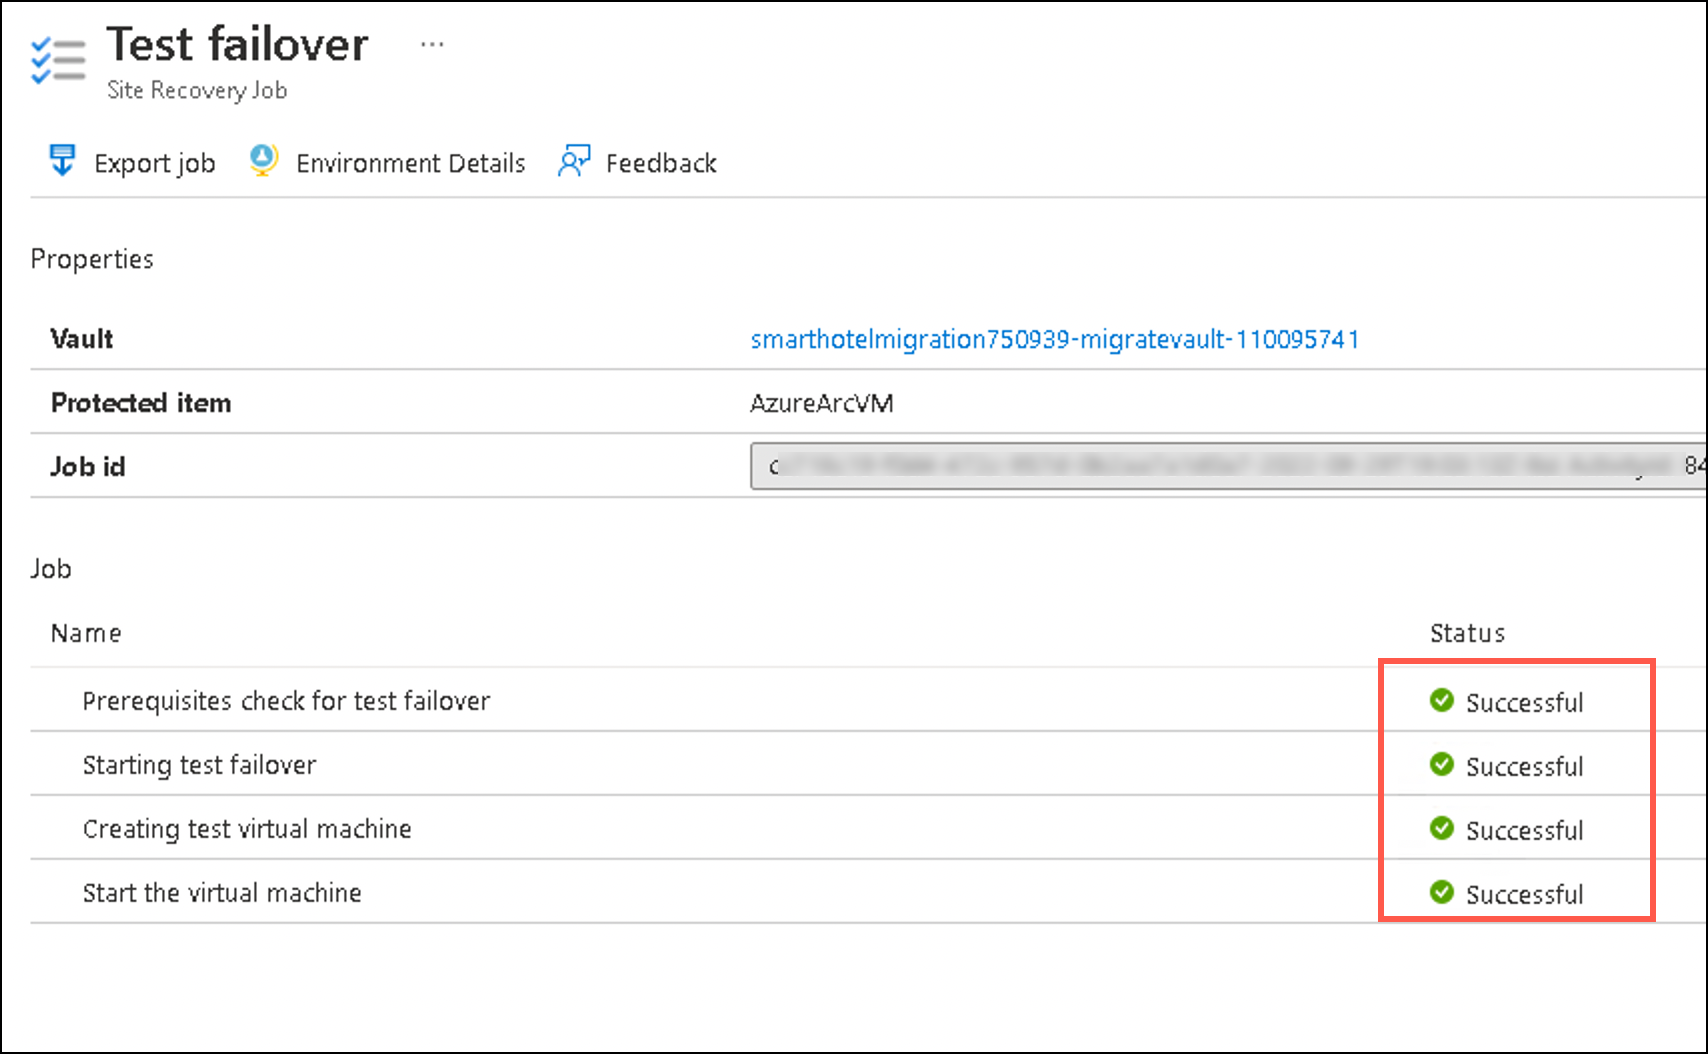 Test failover ...
Site Recovery Job
Export job Environment Details Feedback
Properties
Vault smarthotelmigration750939-migratevault-110095741
Protected item AzureArcVM
Job id 84
Job
Name Status
Prerequisites check for test failover Successful
Starting test failover Successful
Creating test virtual machine Successful
Start the virtual machine Successful